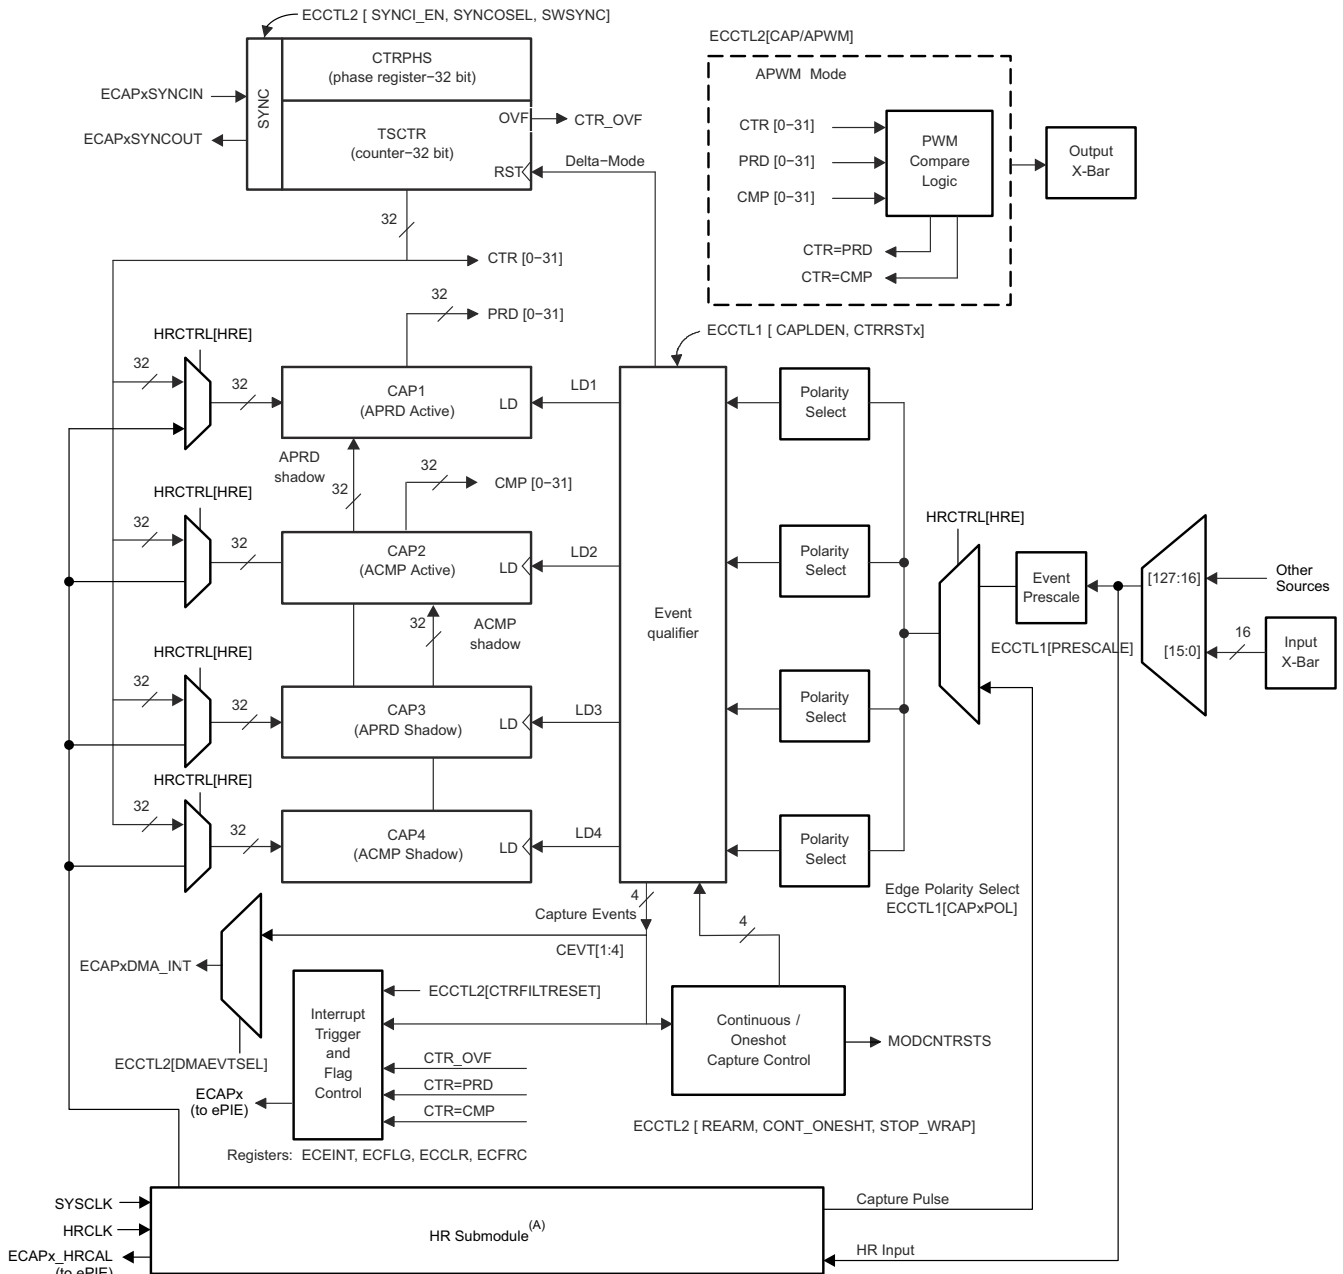 ECCTL2 [ SYNCI_EN, SYNCOSEL, SWSYNC]
SYNC
CTRPHS
(phase register−32 bit)
ECAPxSYNCIN
ECAPxSYNCOUT
TSCTR
(counter−32 bit)
OVF
CTR_OVF
RST
Delta−Mode
32
CTR [0−31]
32
PRD [0−31]
ECCTL2[CAP/APWM]
APWM Mode
CTR [0−31]
PRD [0−31]
CMP [0−31]
PWM
Compare
Logic
Output
X-Bar
CTR=PRD
CTR=CMP
ECCTL1 [ CAPLDEN, CTRRSTx]
HRCTRL[HRE]
32
32
CAP1
(APRD Active)
LD
LD1
Polarity
Select
APRD
shadow
32
32
CMP [0−31]
HRCTRL[HRE]
32
32
CAP2
(ACMP Active)
LD
LD2
Polarity
Select
32
ACMP
shadow
Event
qualifier
HRCTRL[HRE]
Event
Prescale
ECCTL1[PRESCALE]
[127:16]
Other
Sources
[15:0]
16
Input
X-Bar
HRCTRL[HRE]
32
32
CAP3
(APRD Shadow)
LD
LD3
Polarity
Select
HRCTRL[HRE]
32
32
CAP4
(ACMP Shadow)
LD
LD4
Polarity
Select
Edge Polarity Select
ECCTL1[CAPxPOL]
4
Capture Events
CEVT[1:4]
4
ECAPxDMA_INT
ECCTL2[DMAEVTSEL]
Interrupt
Trigger
and
Flag
Control
ECCTL2[CTRFILTRESET]
CTR_OVF
CTR=PRD
CTR=CMP
ECAPx
(to ePIE)
Continuous /
Oneshot
Capture Control
MODCNTRSTS
ECCTL2 [ REARM, CONT_ONESHT, STOP_WRAP]
Registers: ECEINT, ECFLG, ECCLR, ECFRC
SYSCLK
HRCLK
ECAPx_HRCAL
(to ePIE)
HR Submodule(A)
Capture Pulse
HR Input